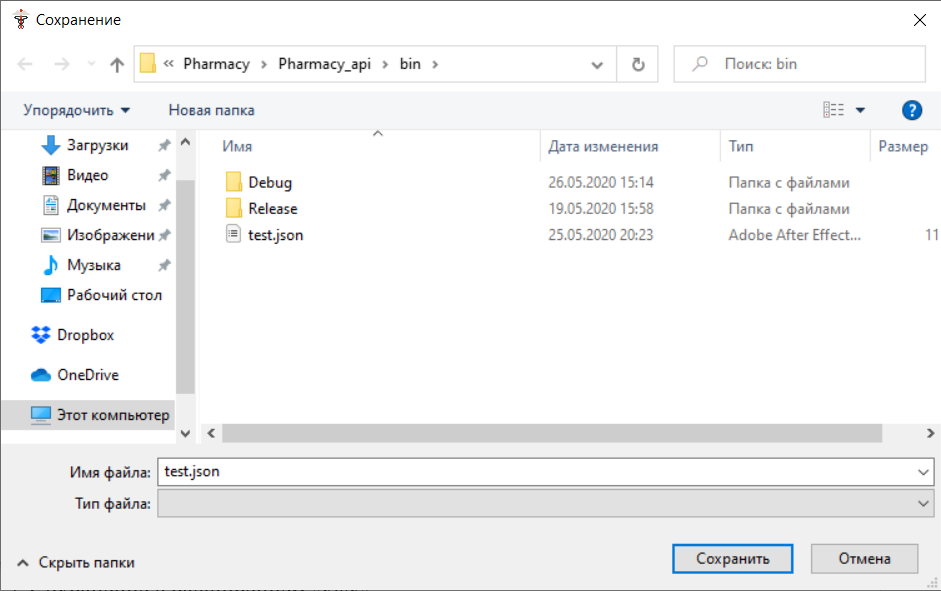 Сохранение
« Pharmacy › Pharmacy_api › bin ›
Поиск: bin
Упорядочить
Новая папка
?
Загрузки
Видео
Документы
Изображени
Музыка
Рабочий стол
Dropbox
OneDrive
Этот компьютер
Имя Дата изменения Тип Размер
Debug 26.05.2020 15:14 Папка с файлами
Release 19.05.2020 15:58 Папка с файлами
test.json 25.05.2020 20:23 Adobe After Effect... 11
Имя файла: test.json
Тип файла:
Скрыть папки
Сохранить
Отмена